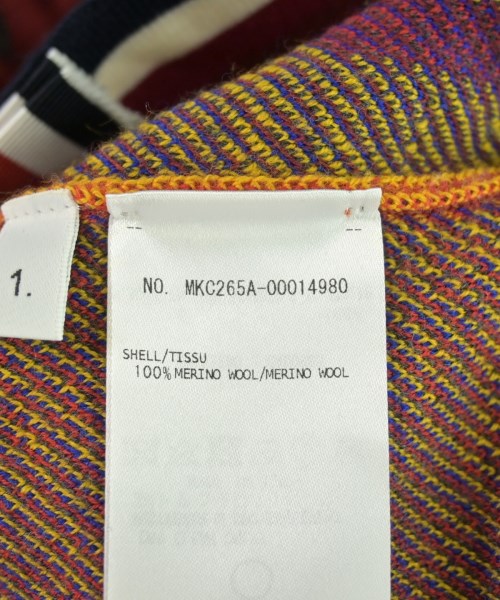 1.
NO. MKC265A-00014980
SHELL/TISSU
100% MERINO WOOL/MERINO WOOL